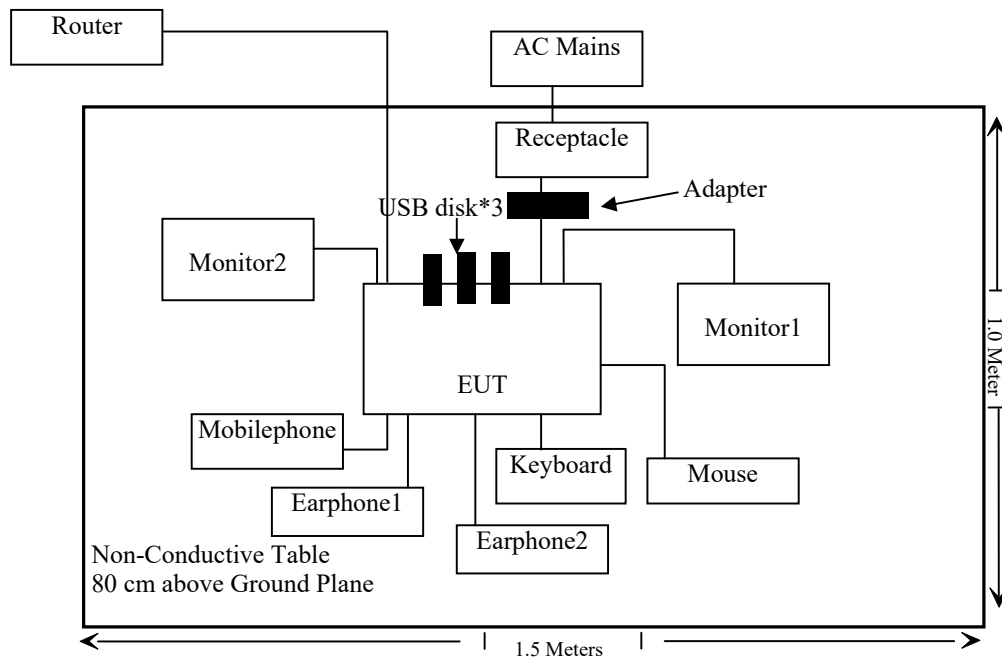 Router
AC Mains
Receptacle
Adapter
USB disk*3
Monitor2
Monitor1
EUT
Mobilephone
Keyboard
Mouse
Earphone1
Earphone2
Non-Conductive Table
80 cm above Ground Plane
1.0 Meter
1.5 Meters